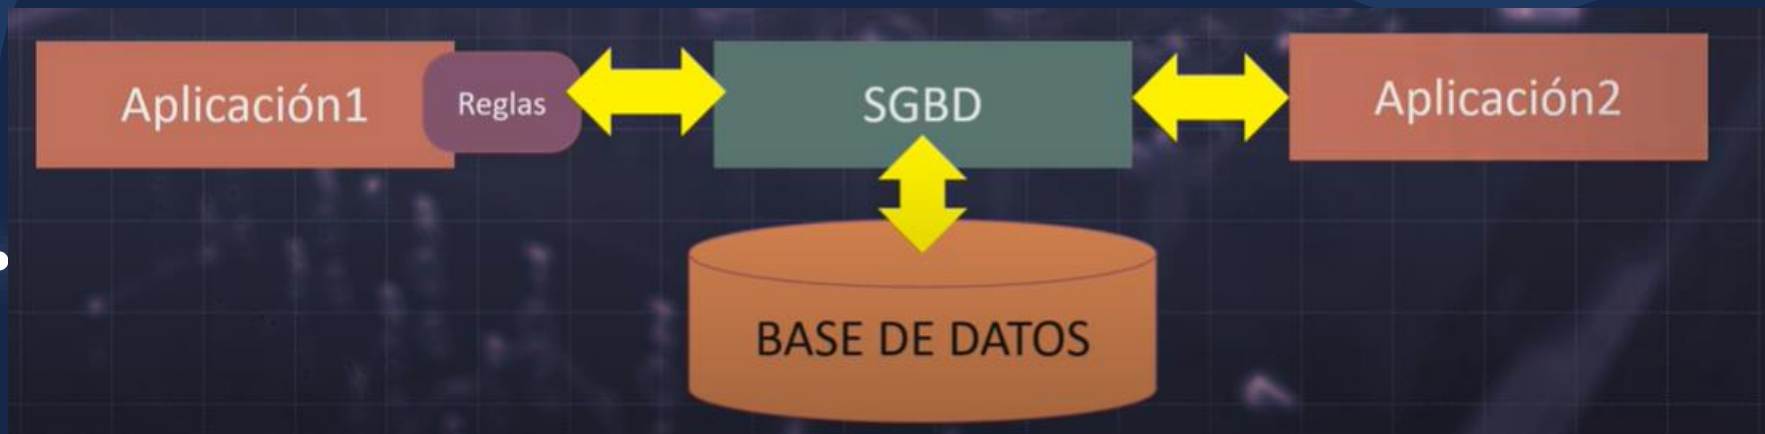 Aplicación1
Reglas
SGBD
Aplicación2
BASE DE DATOS